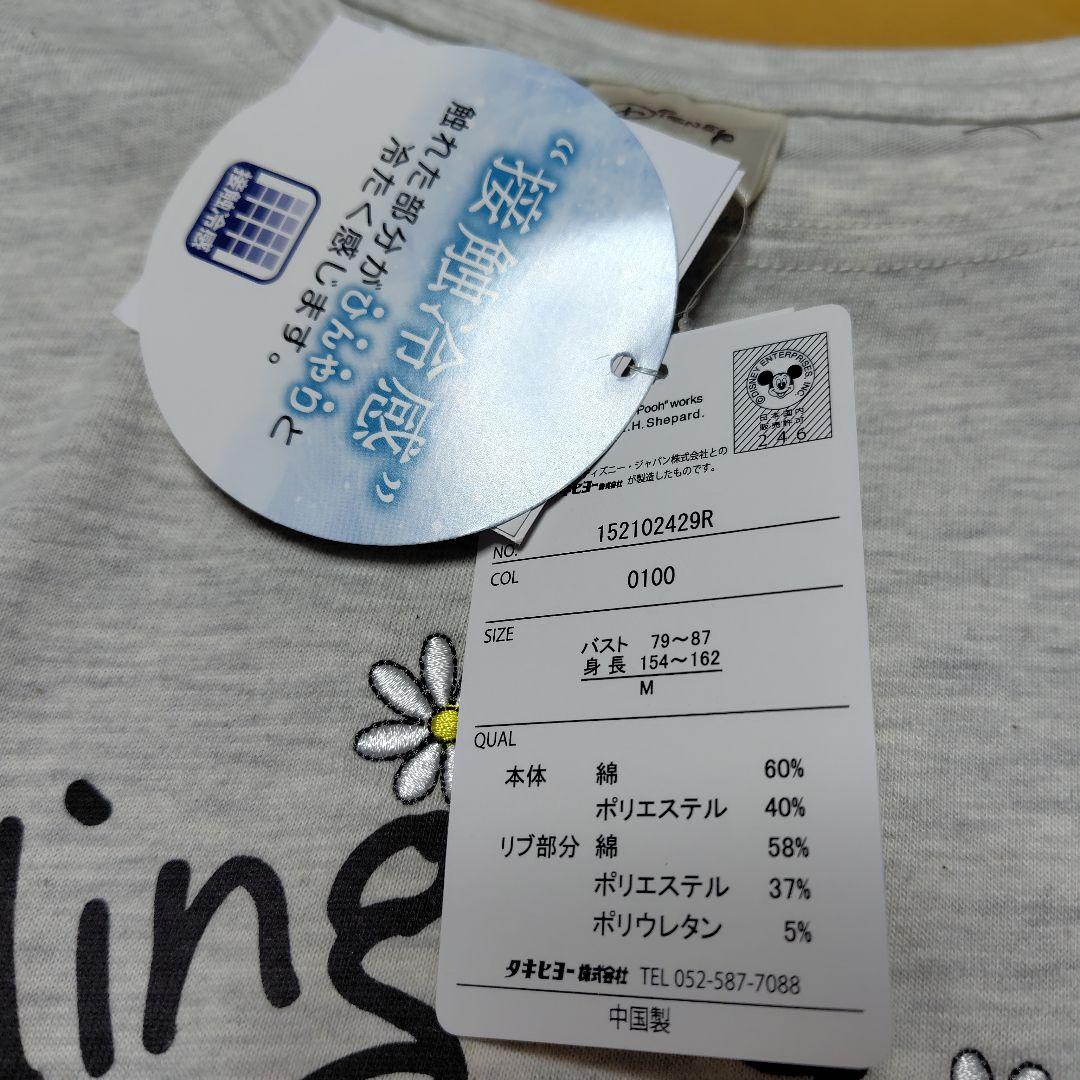 “接触冷感”
触れた部分がひんやりと
冷たく感じます。
接触冷感
Disney
Pooh" works
.H. Shepard.
ディズニー・ジャパン株式会社との
タキヒヨー株式会社 が製造したものです。
©DISNEY ENTERPRISES INC.
日本国内
販売許可
246
NO. 152102429R
COL 0100
SIZE
バスト 79～87
身長 154～162
M
QUAL
本体 綿 60%
ポリエステル 40%
リブ部分 綿 58%
ポリエステル 37%
ポリウレタン 5%
タキヒヨー株式会社 TEL 052-587-7088
中国製
ling